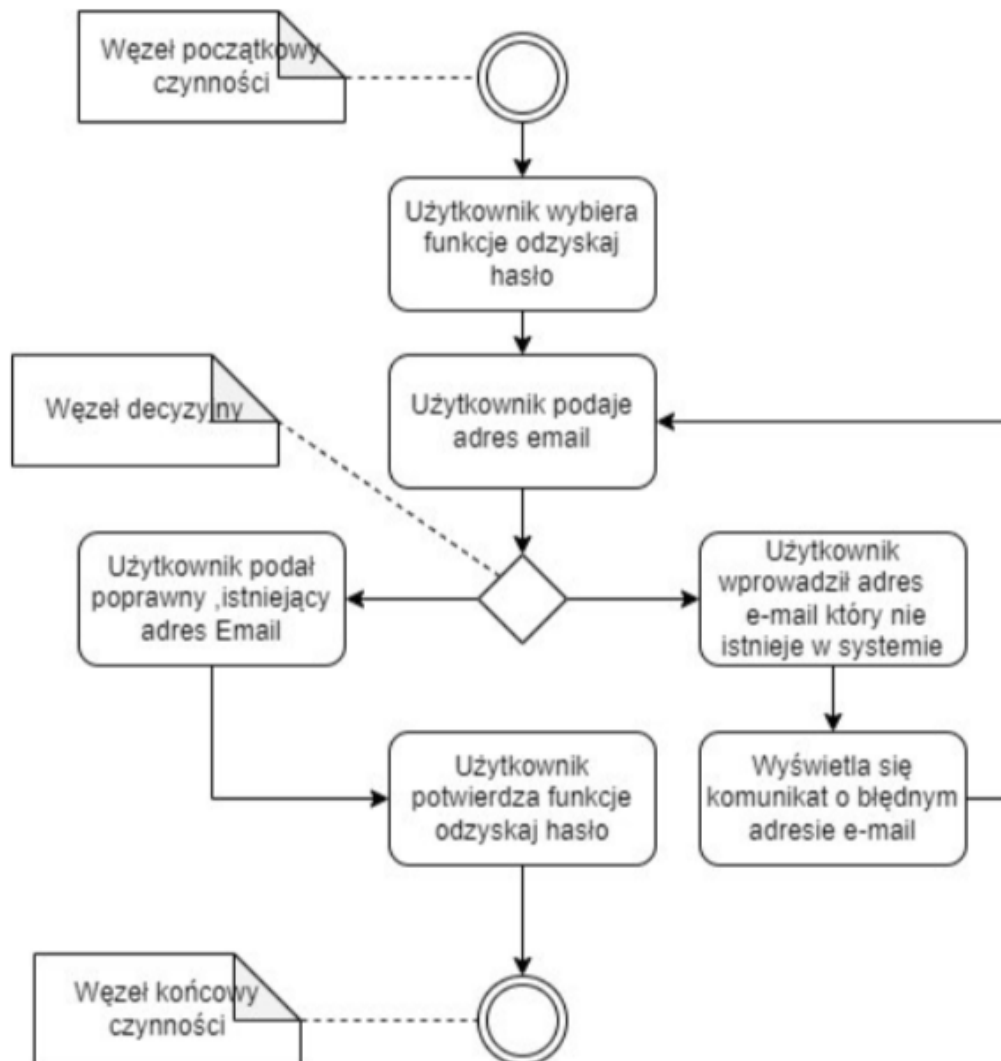 Węzeł początkowy
czynności
Użytkownik wybiera
funkcje odzyskaj
hasło
Węzeł decyzyjny
Użytkownik podaje
adres email
Użytkownik podał
poprawny ,istniejący
adres Email
Użytkownik
wprowadził adres
e-mail który nie
istnieje w systemie
Użytkownik
potwierdza funkcje
odzyskaj hasło
Wyświetla się
komunikat o błędnym
adresie e-mail
Węzeł końcowy
czynności